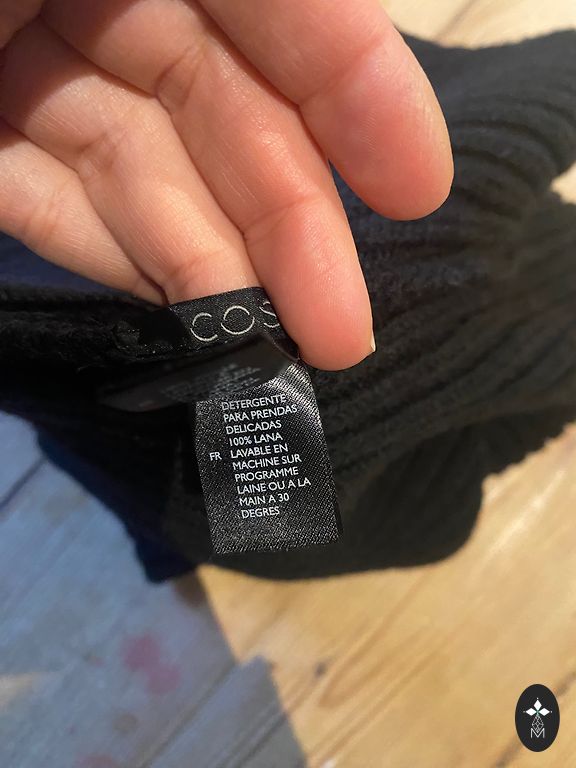 COS
DETERGENTE
PARA PRENDAS
DELICADAS
100% LANA
FR LAVABLE EN
MACHINE SUR
PROGRAMME
LAINE OU A LA
MAIN A 30
DEGRES
M